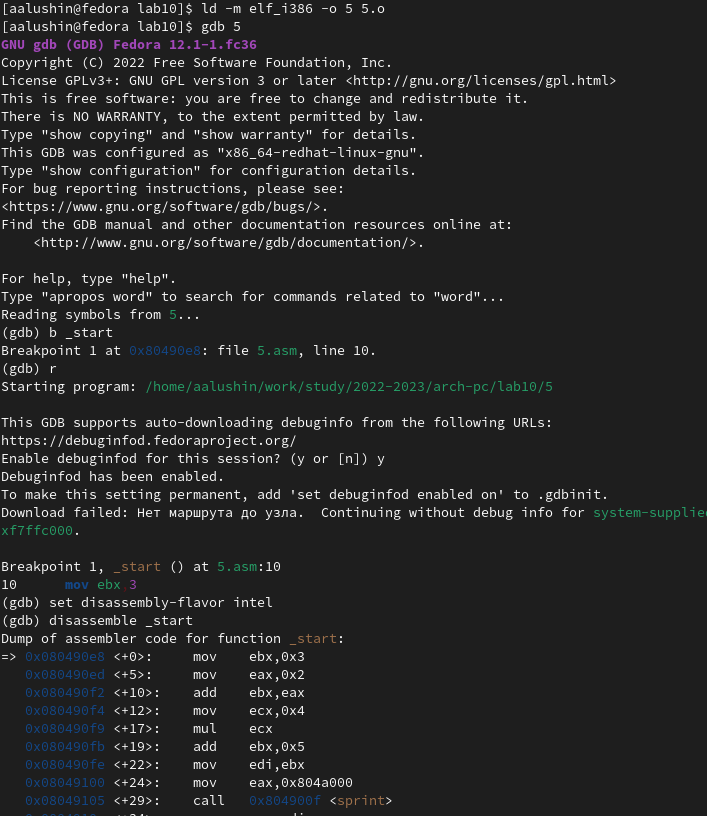 [aalushin@fedora lab10]$ ld -m elf_i386 -o 5 5.o
[aalushin@fedora lab10]$ gdb 5
GNU gdb (GDB) Fedora 12.1-1.fc36
Copyright (C) 2022 Free Software Foundation, Inc.
License GPLv3+: GNU GPL version 3 or later <http://gnu.org/licenses/gpl.html>
This is free software: you are free to change and redistribute it.
There is NO WARRANTY, to the extent permitted by law.
Type "show copying" and "show warranty" for details.
This GDB was configured as "x86_64-redhat-linux-gnu".
Type "show configuration" for configuration details.
For bug reporting instructions, please see:
<https://www.gnu.org/software/gdb/bugs/>.
Find the GDB manual and other documentation resources online at:
    <http://www.gnu.org/software/gdb/documentation/>.

For help, type "help".
Type "apropos word" to search for commands related to "word"...
Reading symbols from 5...
(gdb) b _start
Breakpoint 1 at 0x80490e8: file 5.asm, line 10.
(gdb) r
Starting program: /home/aalushin/work/study/2022-2023/arch-pc/lab10/5

This GDB supports auto-downloading debuginfo from the following URLs:
https://debuginfod.fedoraproject.org/
Enable debuginfod for this session? (y or [n]) y
Debuginfod has been enabled.
To make this setting permanent, add 'set debuginfod enabled on' to .gdbinit.
Download failed: Нет маршрута до узла.  Continuing without debug info for system-supplie
xf7ffc000.

Breakpoint 1, _start () at 5.asm:10
10      mov ebx 3
(gdb) set disassembly-flavor intel
(gdb) disassemble _start
Dump of assembler code for function _start:
=> 0x080490e8 <+0>:     mov    ebx,0x3
   0x080490ed <+5>:     mov    eax,0x2
   0x080490f2 <+10>:    add    ebx,eax
   0x080490f4 <+12>:    mov    ecx,0x4
   0x080490f9 <+17>:    mul    ecx
   0x080490fb <+19>:    add    ebx,0x5
   0x080490fe <+22>:    mov    edi,ebx
   0x08049100 <+24>:    mov    eax,0x804a000
   0x08049105 <+29>:    call   0x804900f <sprint>